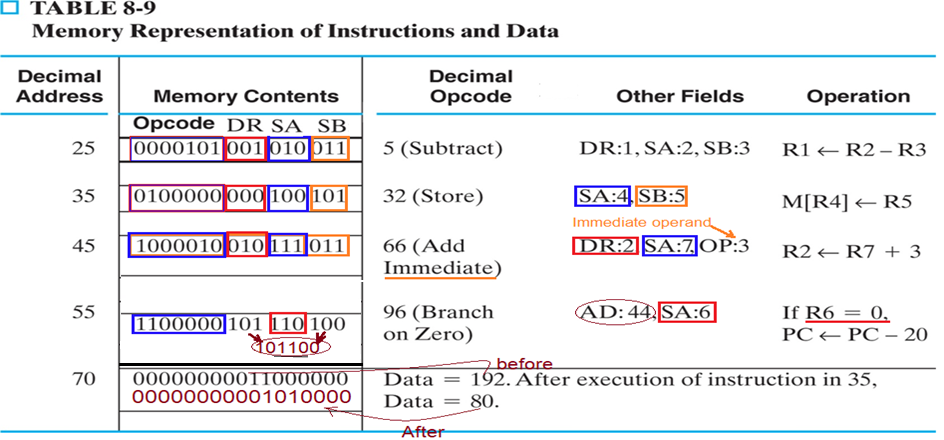 TABLE 8-9
Memory Representation of Instructions and Data
Decimal Address Memory Contents Decimal Opcode Other Fields Operation
Opcode DR SA SB
25 0000101 001 010 011 5 (Subtract) DR:1, SA:2, SB:3 R1 ← R2 – R3
35 0100000 000 100 101 32 (Store) SA:4, SB:5 M[R4] ← R5
Immediate operand
45 1000010 010 111 011 66 (Add DR:2, SA:7, OP:3 R2 ← R7 + 3
Immediate)
55 1100000 101 110 100 96 (Branch AD: 44, SA:6 If R6 = 0,
on Zero) PC ← PC – 20
101100
before
70 0000000011000000 Data = 192. After execution of instruction in 35,
0000000001010000 Data = 80.
After